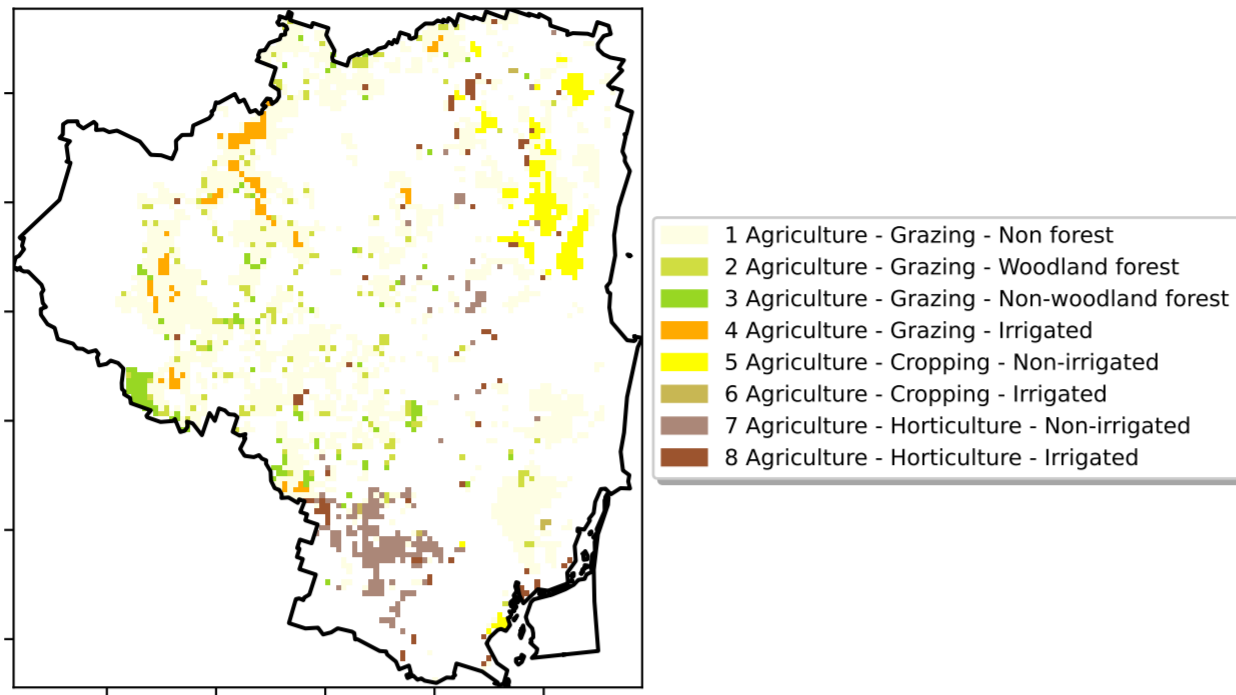 1 Agriculture - Grazing - Non forest
2 Agriculture - Grazing - Woodland forest
3 Agriculture - Grazing - Non-woodland forest
4 Agriculture - Grazing - Irrigated
5 Agriculture - Cropping - Non-irrigated
6 Agriculture - Cropping - Irrigated
7 Agriculture - Horticulture - Non-irrigated
8 Agriculture - Horticulture - Irrigated